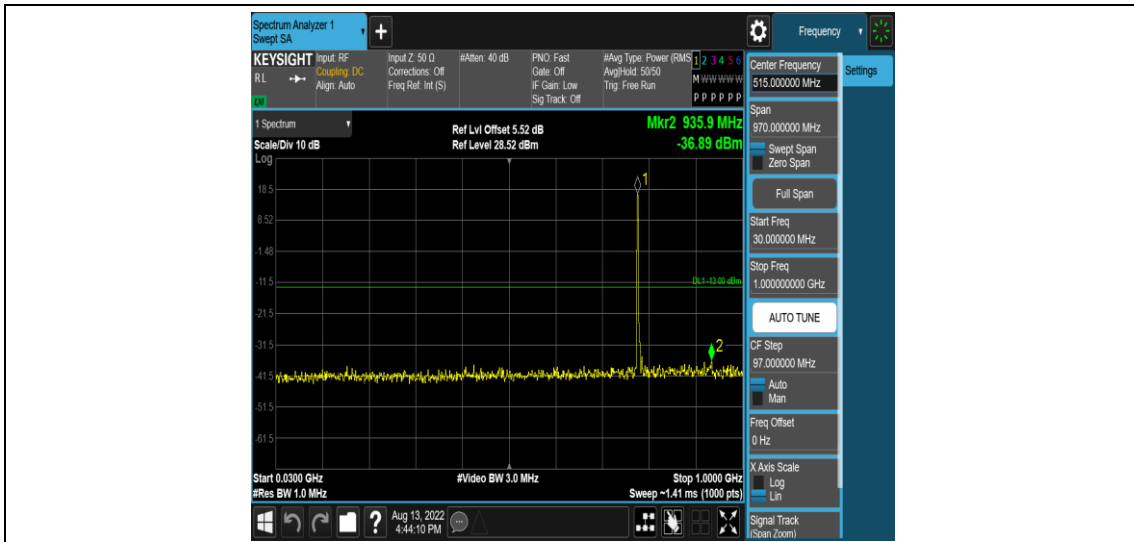 Spectrum Analyzer 1
Swept SA
+
Frequency
KEYSIGHT
RL
LXI
Input: RF
Coupling: DC
Align: Auto
Input Z: 50 Ω
Corrections: Off
Freq Ref: Int (S)
#Atten: 40 dB
PNO: Fast
Gate: Off
IF Gain: Low
Sig Track: Off
#Avg Type: Power (RMS
Avg|Hold: 50/50
Trig: Free Run
1 2 3 4 5 6
M W W W W W
P P P P P P
1 Spectrum
Scale/Div 10 dB
Ref Lvl Offset 5.52 dB
Ref Level 28.52 dBm
Mkr2 935.9 MHz
-36.89 dBm
Log
18.5
8.52
-1.48
-11.5
-21.5
-31.5
-41.5
-51.5
-61.5
1
DL1 -13.00 dBm
2
Start 0.0300 GHz
#Res BW 1.0 MHz
#Video BW 3.0 MHz
Stop 1.0000 GHz
Sweep ~1.41 ms (1000 pts)
Center Frequency
515.000000 MHz
Settings
Span
970.000000 MHz
Swept Span
Zero Span
Full Span
Start Freq
30.000000 MHz
Stop Freq
1.000000000 GHz
AUTO TUNE
CF Step
97.000000 MHz
Auto
Man
Freq Offset
0 Hz
X Axis Scale
Log
Lin
Signal Track
(Span Zoom)
?
Aug 13, 2022
4:44:10 PM